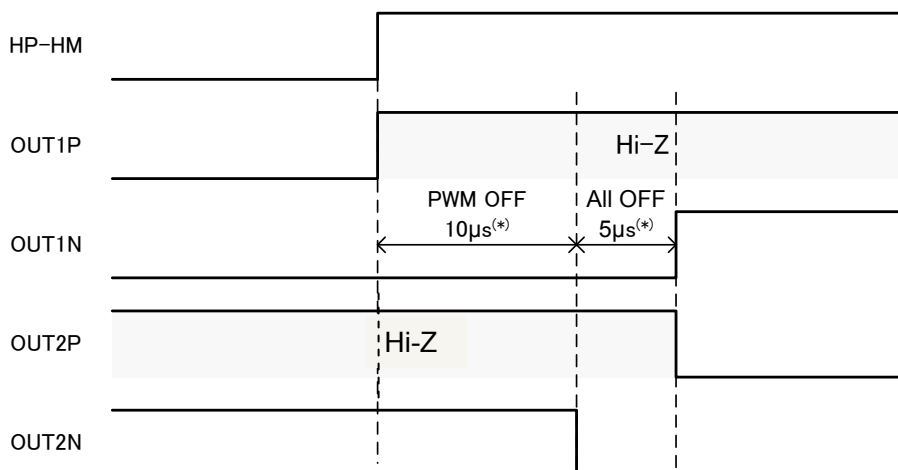 HP-HM
OUT1P
Hi-Z
PWM OFF
10μs(*)
All OFF
5μs(*)
OUT1N
OUT2P
Hi-Z
OUT2N